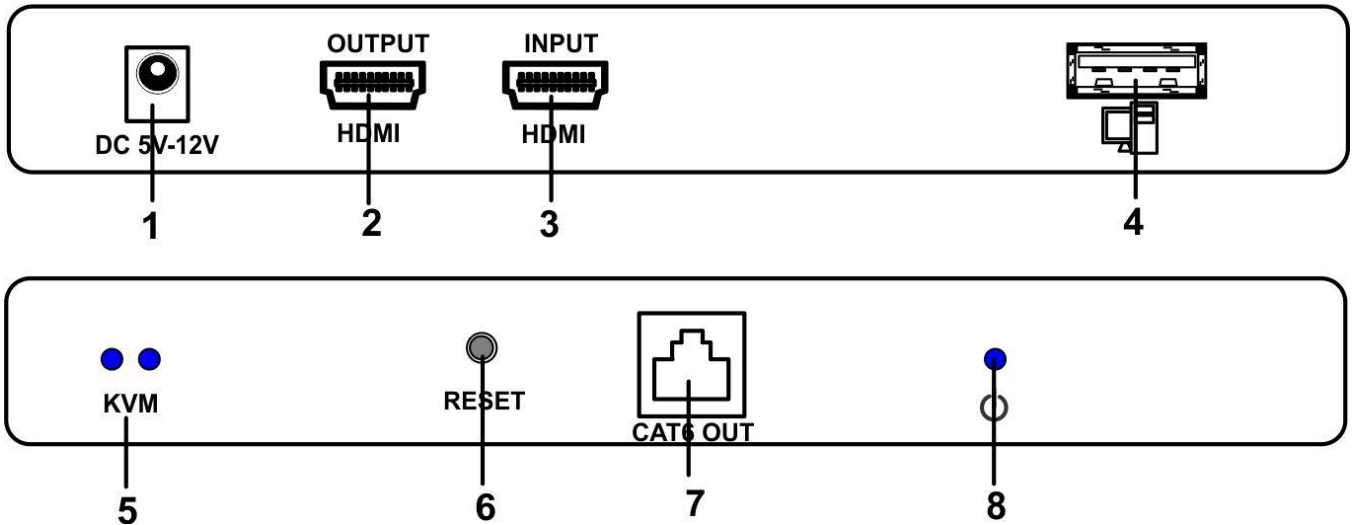 OUTPUT INPUT
HDMI HDMI
DC 5V-12V
1 2 3 4
KVM RESET
CAT6 OUT
5 6 7 8